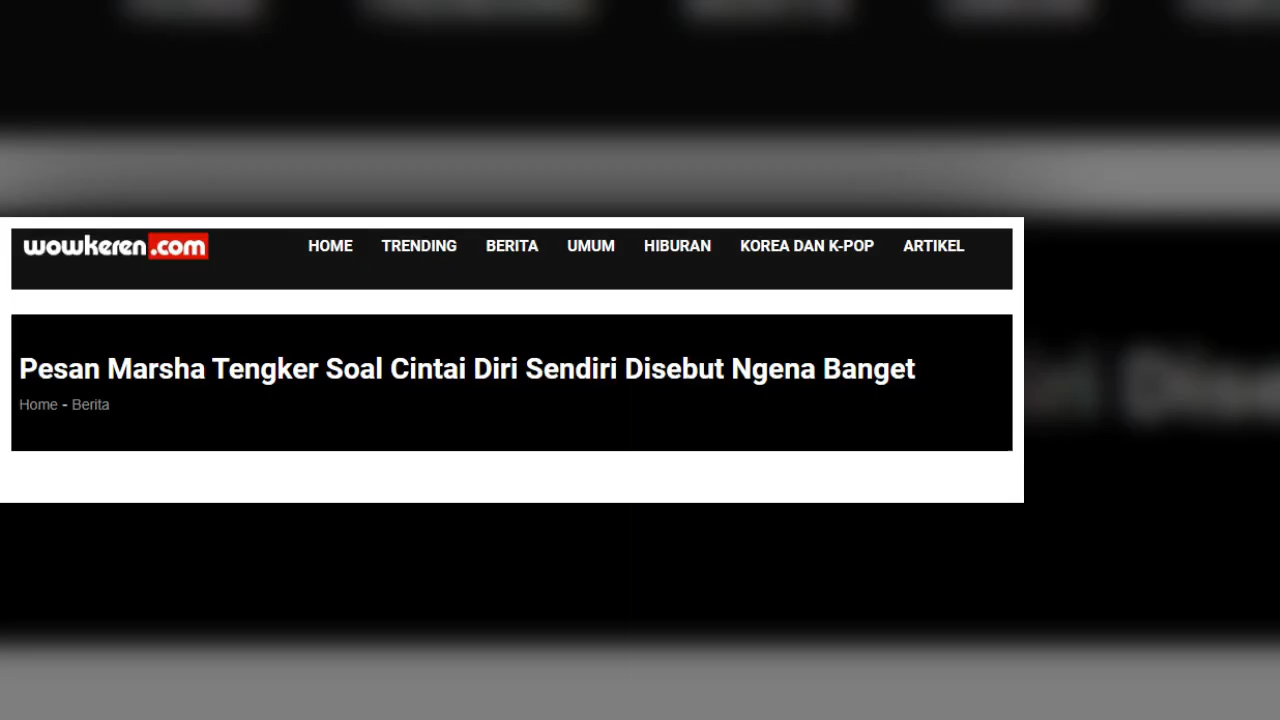 wowkeren.com HOME TRENDING BERITA UMUM HIBURAN KOREA DAN K-POP ARTIKEL
Pesan Marsha Tengker Soal Cintai Diri Sendiri Disebut Ngena Banget
Home - Berita